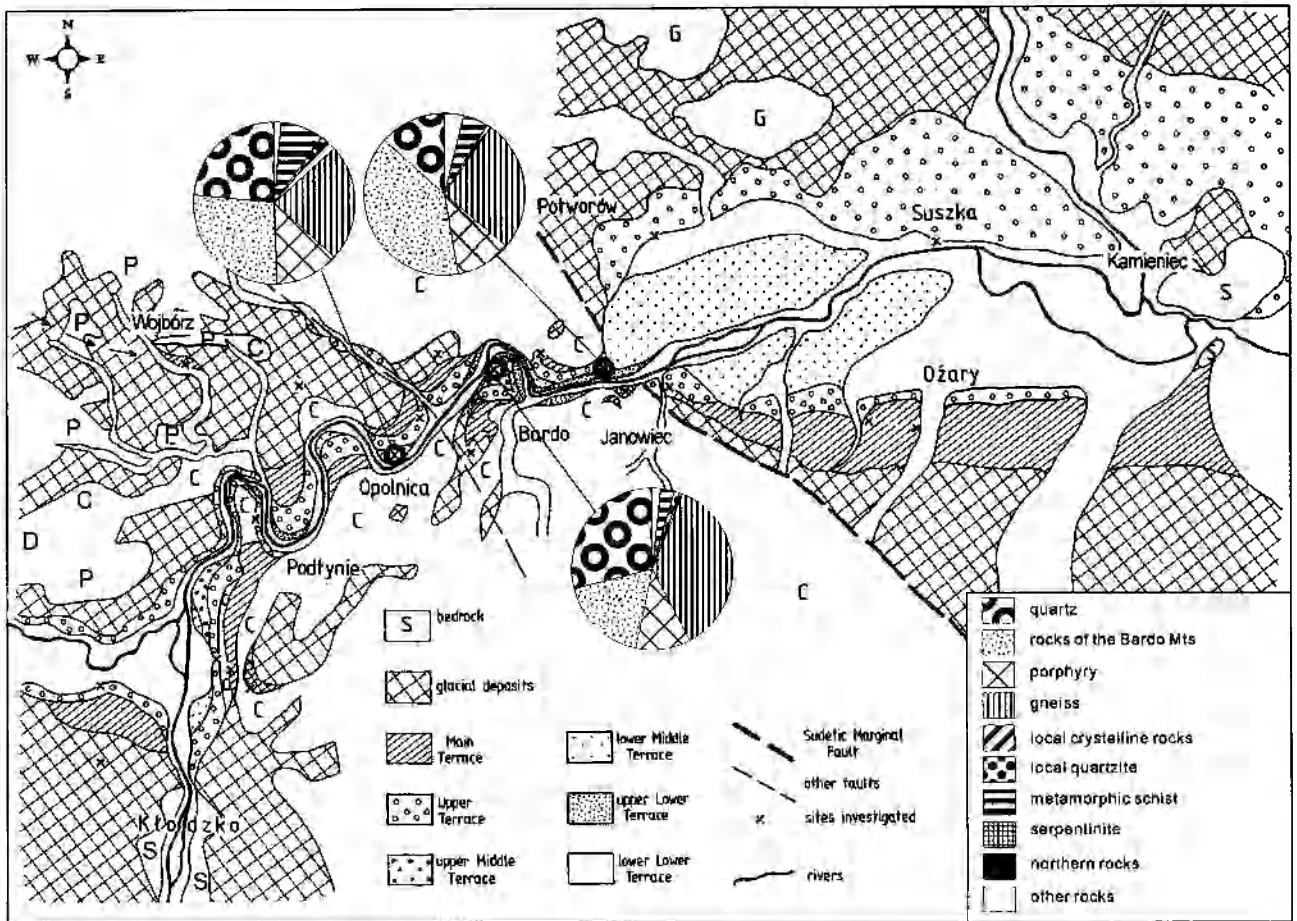 N
W E
S
G
G
Potworów
Suszka
Kamieniec
S
C
P
P
Wojbórz
P
C
C
Ożary
P
P
C
C
Bardo
C
Janowiec
C
C
Opolnica
C
C
C
D
P
Podtynie
C
C
C
C
Kłodzko
S
S
S bedrock
glacial deposits
Main
Terrace
Upper
Terrace
upper Middle
Terrace
lower Middle
Terrace
upper Lower
Terrace
lower Lower
Terrace
Sudetic Marginal
Fault
other faults
x sites investigated
rivers
quartz
rocks of the Bardo Mts
porphyry
gneiss
local crystelline rocks
local quartzite
metamorphic schist
serpentinite
northern rocks
other rocks